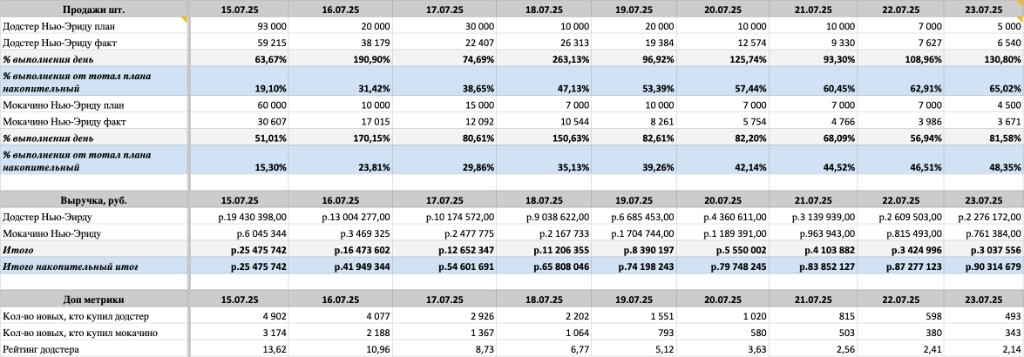 Продажи шт. 15.07.25 16.07.25 17.07.25 18.07.25 19.07.25 20.07.25 21.07.25 22.07.25 23.07.25
Додстер Нью-Эриду план 93 000 20 000 30 000 10 000 20 000 10 000 10 000 7 000 5 000
Додстер Нью-Эриду факт 59 215 38 179 22 407 26 313 19 384 12 574 9 330 7 627 6 540
% выполнения день 63,67% 190,90% 74,69% 263,13% 96,92% 125,74% 93,30% 108,96% 130,80%
% выполнения от тотал плана
накопительный 19,10% 31,42% 38,65% 47,13% 53,39% 57,44% 60,45% 62,91% 65,02%
Мокачино Нью-Эриду план 60 000 10 000 15 000 7 000 10 000 7 000 7 000 7 000 4 500
Мокачино Нью-Эриду факт 30 607 17 015 12 092 10 544 8 261 5 754 4 766 3 986 3 671
% выполнения день 51,01% 170,15% 80,61% 150,63% 82,61% 82,20% 68,09% 56,94% 81,58%
% выполнения от тотал плана
накопительный 15,30% 23,81% 29,86% 35,13% 39,26% 42,14% 44,52% 46,51% 48,35%
Выручка, руб. 15.07.25 16.07.25 17.07.25 18.07.25 19.07.25 20.07.25 21.07.25 22.07.25 23.07.25
Додстер Нью-Эирду р.19 430 398,00 р.13 004 277,00 р.10 174 572,00 р.9 038 622,00 р.6 685 453,00 р.4 360 611,00 р.3 139 939,00 р.2 609 503,00 р.2 276 172,00
Мокачино Нью-Эриду р.6 045 344 р.3 469 325 р.2 477 775 р.2 167 733 р.1 704 744,00 р.1 189 391,00 р.963 943,00 р.815 493,00 р.761 384,00
Итого р.25 475 742 р.16 473 602 р.12 652 347 р.11 206 355 р.8 390 197 р.5 550 002 р.4 103 882 р.3 424 996 р.3 037 556
Итого накопительный итог р.25 475 742 р.41 949 344 р.54 601 691 р.65 808 046 р.74 198 243 р.79 748 245 р.83 852 127 р.87 277 123 р.90 314 679
Доп метрики 15.07.25 16.07.25 17.07.25 18.07.25 19.07.25 20.07.25 21.07.25 22.07.25 23.07.25
Кол-во новых, кто купил додстер 4 902 4 077 2 926 2 202 1 551 1 020 815 598 493
Кол-во новых, кто купил мокачино 3 174 2 188 1 367 1 064 793 580 503 380 343
Рейтинг додстера 13,62 10,96 8,73 6,77 5,12 3,63 2,56 2,41 2,14